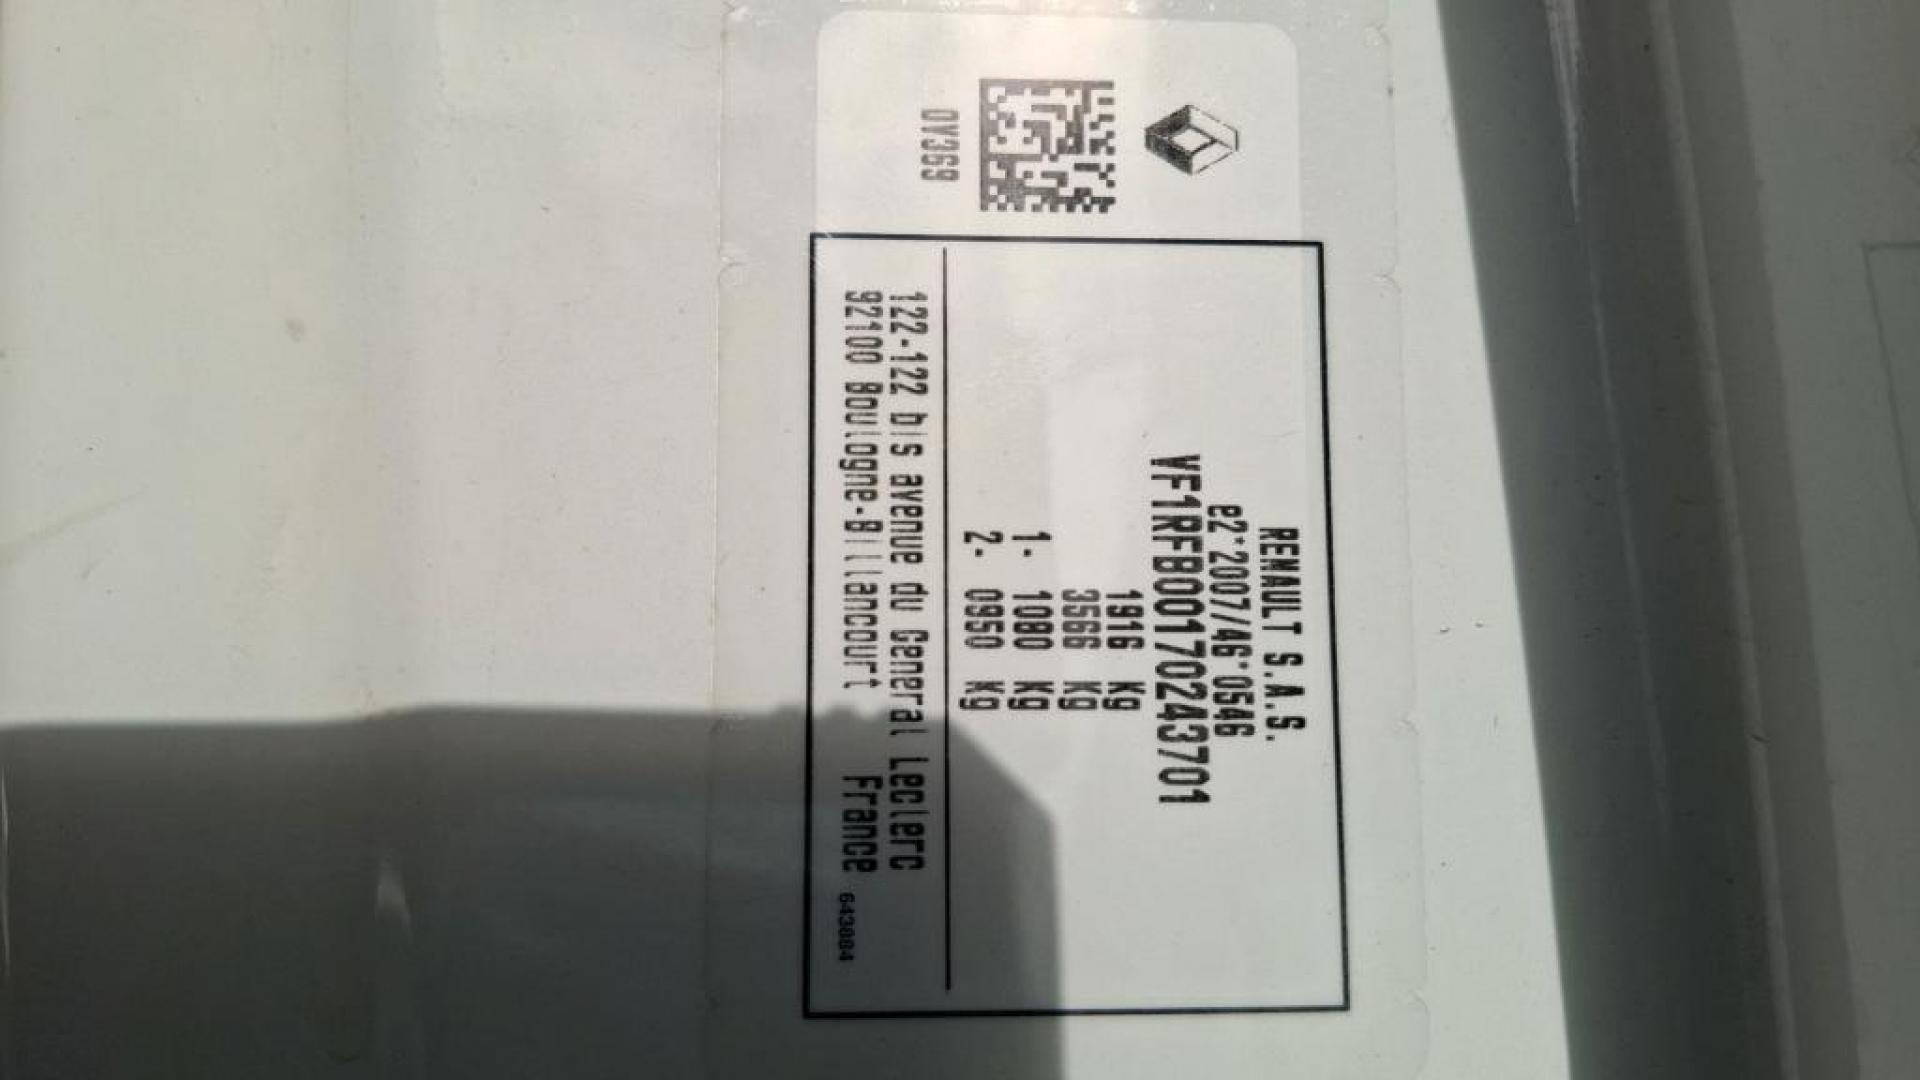 0Y369
RENAULT S.A.S.
e2*2007/46*0546
VF1RFB00170243701
1916 Kg
3566 Kg
1- 1080 Kg
2- 0950 Kg
122-122 bis avenue du General Leclerc
92100 Boulogne-Billancourt France
643884